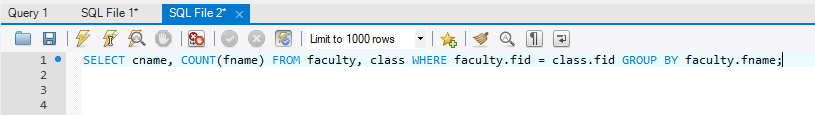 Query 1 SQL File 1* SQL File 2* ×
Limit to 1000 rows
1 SELECT cname, COUNT(fname) FROM faculty, class WHERE faculty.fid = class.fid GROUP BY faculty.fname;
2
3
4